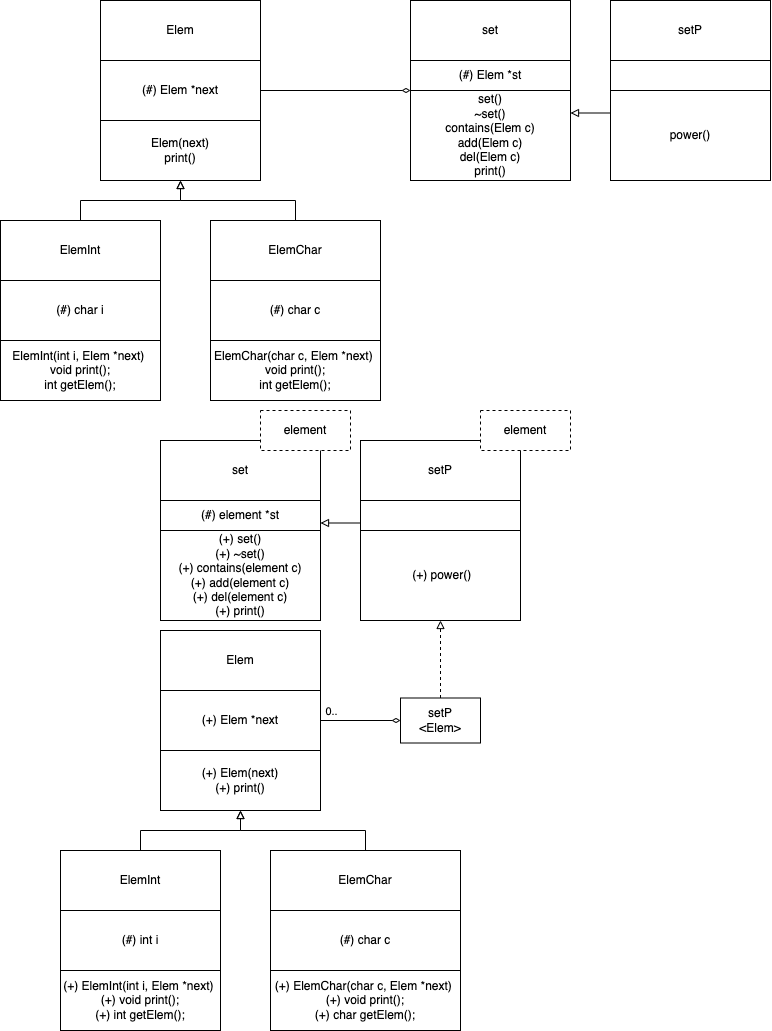 Elem
(#) Elem *next
Elem(next)
print()
set
(#) Elem *st
set()
~set()
contains(Elem c)
add(Elem c)
del(Elem c)
print()
setP
power()
ElemInt
(#) char i
ElemInt(int i, Elem *next)
void print();
int getElem();
ElemChar
(#) char c
ElemChar(char c, Elem *next)
void print();
int getElem();
element
set
(#) element *st
(+) set()
(+) ~set()
(+) contains(element c)
(+) add(element c)
(+) del(element c)
(+) print()
element
setP
(+) power()
Elem
(+) Elem *next
(+) Elem(next)
(+) print()
0..
setP
<Elem>
ElemInt
(#) int i
(+) ElemInt(int i, Elem *next)
(+) void print();
(+) int getElem();
ElemChar
(#) char c
(+) ElemChar(char c, Elem *next)
(+) void print();
(+) char getElem();